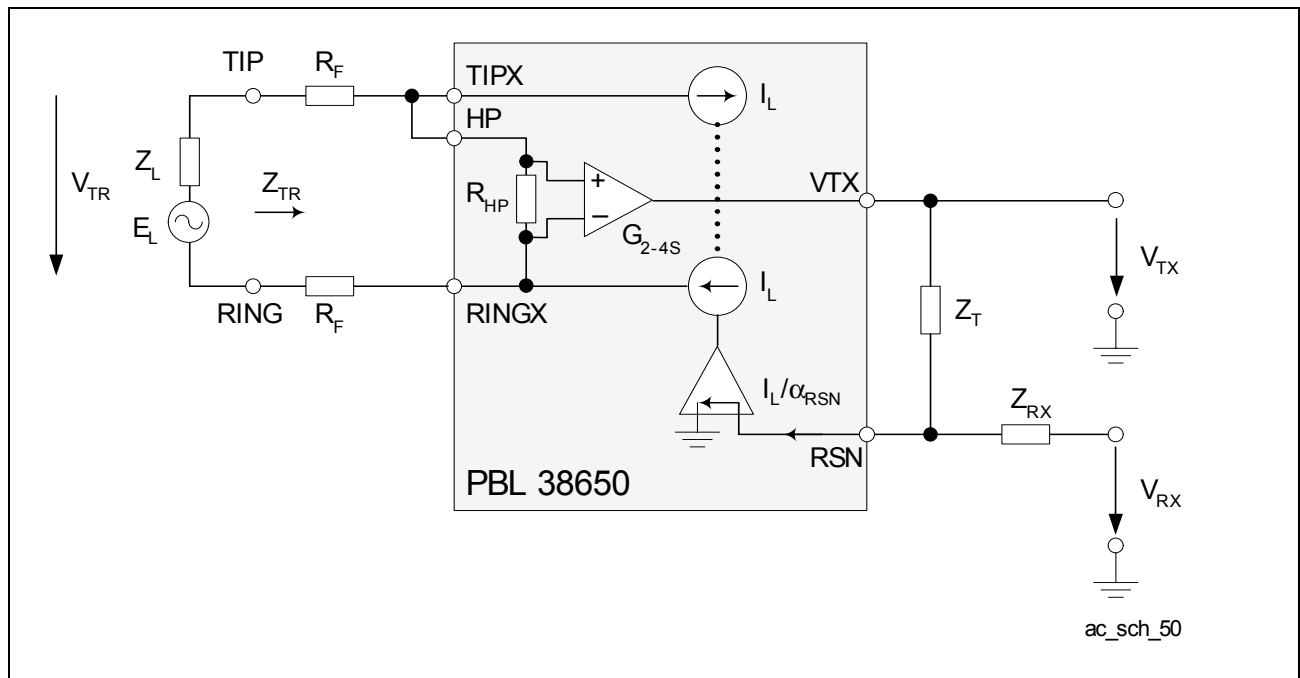 TIP
R_F
TIPX
I_L
HP
Z_L
V_TR
Z_TR
R_HP
+
−
VTX
E_L
G_2-4S
V_TX
I_L
RING
R_F
RINGX
Z_T
I_L/α_RSN
Z_RX
RSN
PBL 38650
V_RX
ac_sch_50